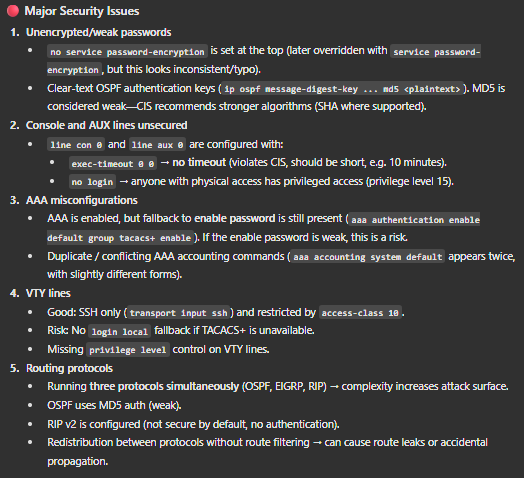 Major Security Issues
1. Unencrypted/weak passwords
• no service password-encryption is set at the top (later overridden with service password-
encryption, but this looks inconsistent/typo).
• Clear-text OSPF authentication keys (ip ospf message-digest-key ... md5 <plaintext>). MD5 is
considered weak—CIS recommends stronger algorithms (SHA where supported).
2. Console and AUX lines unsecured
• line con 0 and line aux 0 are configured with:
• exec-timeout 0 0 → no timeout (violates CIS, should be short, e.g. 10 minutes).
• no login → anyone with physical access has privileged access (privilege level 15).
3. AAA misconfigurations
• AAA is enabled, but fallback to enable password is still present (aaa authentication enable
default group tacacs+ enable). If the enable password is weak, this is a risk.
• Duplicate / conflicting AAA accounting commands (aaa accounting system default appears twice,
with slightly different forms).
4. VTY lines
• Good: SSH only (transport input ssh) and restricted by access-class 10.
• Risk: No login local fallback if TACACS+ is unavailable.
• Missing privilege level control on VTY lines.
5. Routing protocols
• Running three protocols simultaneously (OSPF, EIGRP, RIP) → complexity increases attack surface.
• OSPF uses MD5 auth (weak).
• RIP v2 is configured (not secure by default, no authentication).
• Redistribution between protocols without route filtering → can cause route leaks or accidental
propagation.